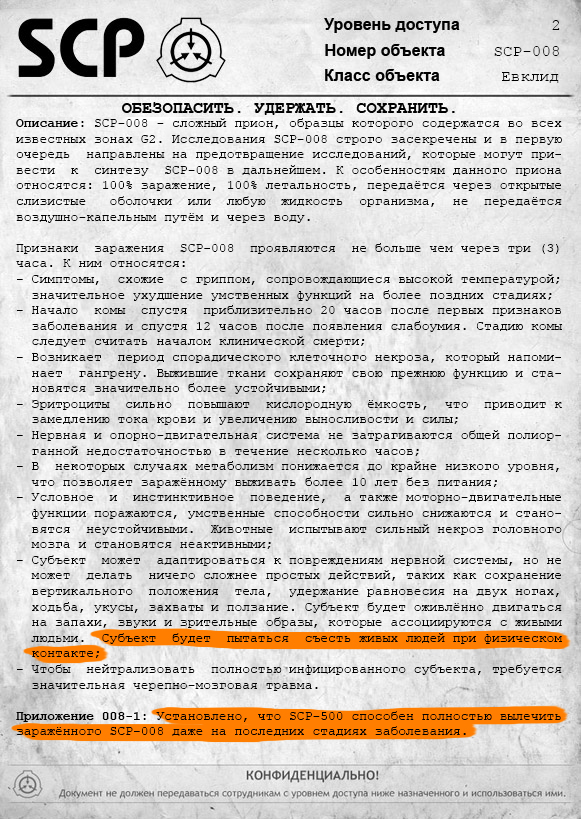 SCP
Уровень доступа 2
Номер объекта SCP-008
Класс объекта Евклид
ОБЕЗОПАСИТЬ. УДЕРЖАТЬ. СОХРАНИТЬ.
Описание: SCP-008 – сложный прион, образцы которого содержатся во всех
известных зонах G2. Исследования SCP-008 строго засекречены и в первую
очередь направлены на предотвращение исследований, которые могут при-
вести к синтезу SCP-008 в дальнейшем. К особенностям данного приона
относятся: 100% заражение, 100% летальность, передаётся через открытые
слизистые оболочки или любую жидкость организма, не передаётся
воздушно-капельным путём и через воду.
Признаки заражения SCP-008 проявляются не больше чем через три (3)
часа. К ним относятся:
– Симптомы, схожие с гриппом, сопровождающиеся высокой температурой;
значительное ухудшение умственных функций на более поздних стадиях;
– Начало комы спустя приблизительно 20 часов после первых признаков
заболевания и спустя 12 часов после появления слабоумия. Стадию комы
следует считать началом клинической смерти;
– Возникает период спорадического клеточного некроза, который напоми-
нает гангрену. Выжившие ткани сохраняют свою прежнюю функцию и ста-
новятся значительно более устойчивыми;
– Эритроциты сильно повышают кислородную ёмкость, что приводит к
замедлению тока крови и увеличению выносливости и силы;
– Нервная и опорно-двигательная система не затрагиваются общей полиор-
ганной недостаточностью в течение несколько часов;
– В некоторых случаях метаболизм понижается до крайне низкого уровня,
что позволяет заражённому выживать более 10 лет без питания;
– Условное и инстинктивное поведение, а также моторно-двигательные
функции поражаются, умственные способности сильно снижаются и стано-
вятся неустойчивыми. Животные испытывают сильный некроз головного
мозга и становятся неактивными;
– Субъект может адаптироваться к повреждениям нервной системы, но не
может делать ничего сложнее простых действий, таких как сохранение
вертикального положения тела, удержание равновесия на двух ногах,
ходьба, укусы, захваты и ползание. Субъект будет оживлённо двигаться
на запахи, звуки и зрительные образы, которые ассоциируются с живыми
людьми. Субъект будет пытаться съесть живых людей при физическом
контакте;
– Чтобы нейтрализовать полностью инфицированного субъекта, требуется
значительная черепно-мозговая травма.
Приложение 008-1: Установлено, что SCP-500 способен полностью вылечить
заражённого SCP-008 даже на последних стадиях заболевания.
КОНФИДЕНЦИАЛЬНО!
Документ не должен передаваться сотрудникам с уровнем доступа ниже назначенного и использоваться ими.